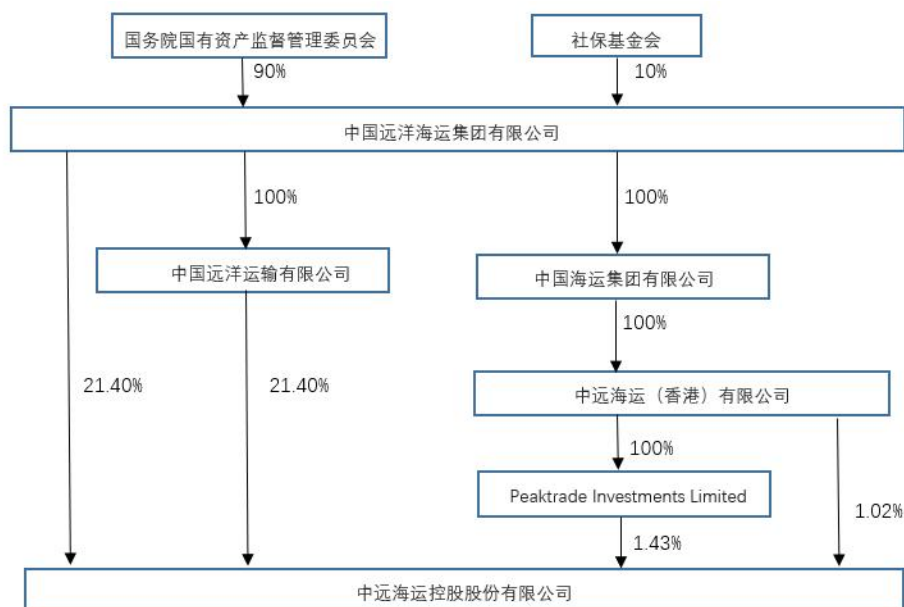 国务院国有资产监督管理委员会
社保基金会
90%
10%
中国远洋海运集团有限公司
100%
100%
中国远洋运输有限公司
中国海运集团有限公司
100%
21.40%
21.40%
中远海运（香港）有限公司
100%
Peaktrade Investments Limited
1.02%
1.43%
中远海运控股股份有限公司